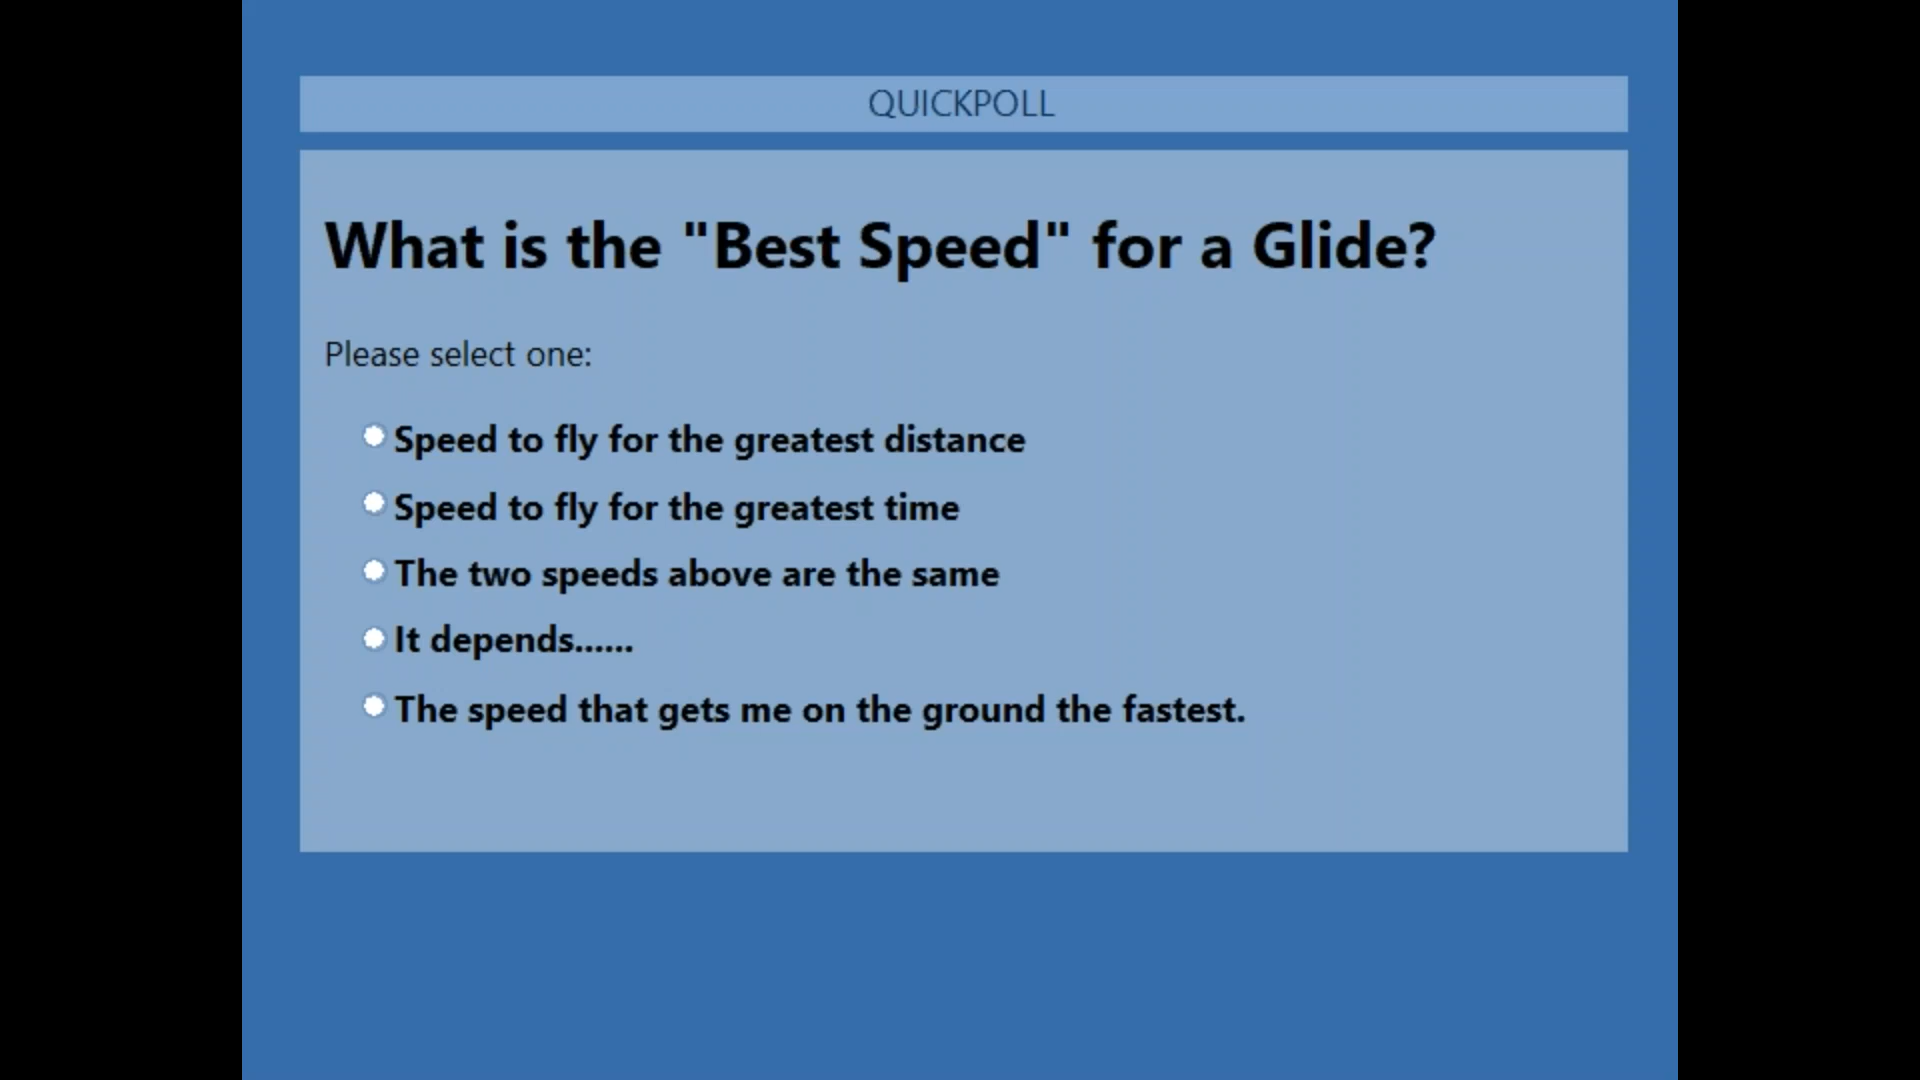 QUICKPOLL
What is the "Best Speed" for a Glide?
Please select one:
Speed to fly for the greatest distance
Speed to fly for the greatest time
The two speeds above are the same
It depends......
The speed that gets me on the ground the fastest.